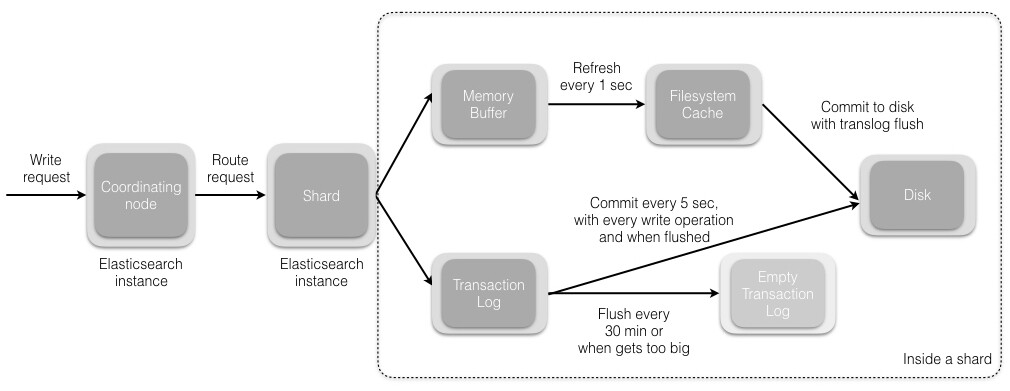 Write
request
Coordinating
node
Elasticsearch
instance
Route
request
Shard
Elasticsearch
instance
Memory
Buffer
Refresh
every 1 sec
Filesystem
Cache
Commit to disk
with translog flush
Disk
Commit every 5 sec,
with every write operation
and when flushed
Transaction
Log
Flush every
30 min or
when gets too big
Empty
Transaction
Log
Inside a shard